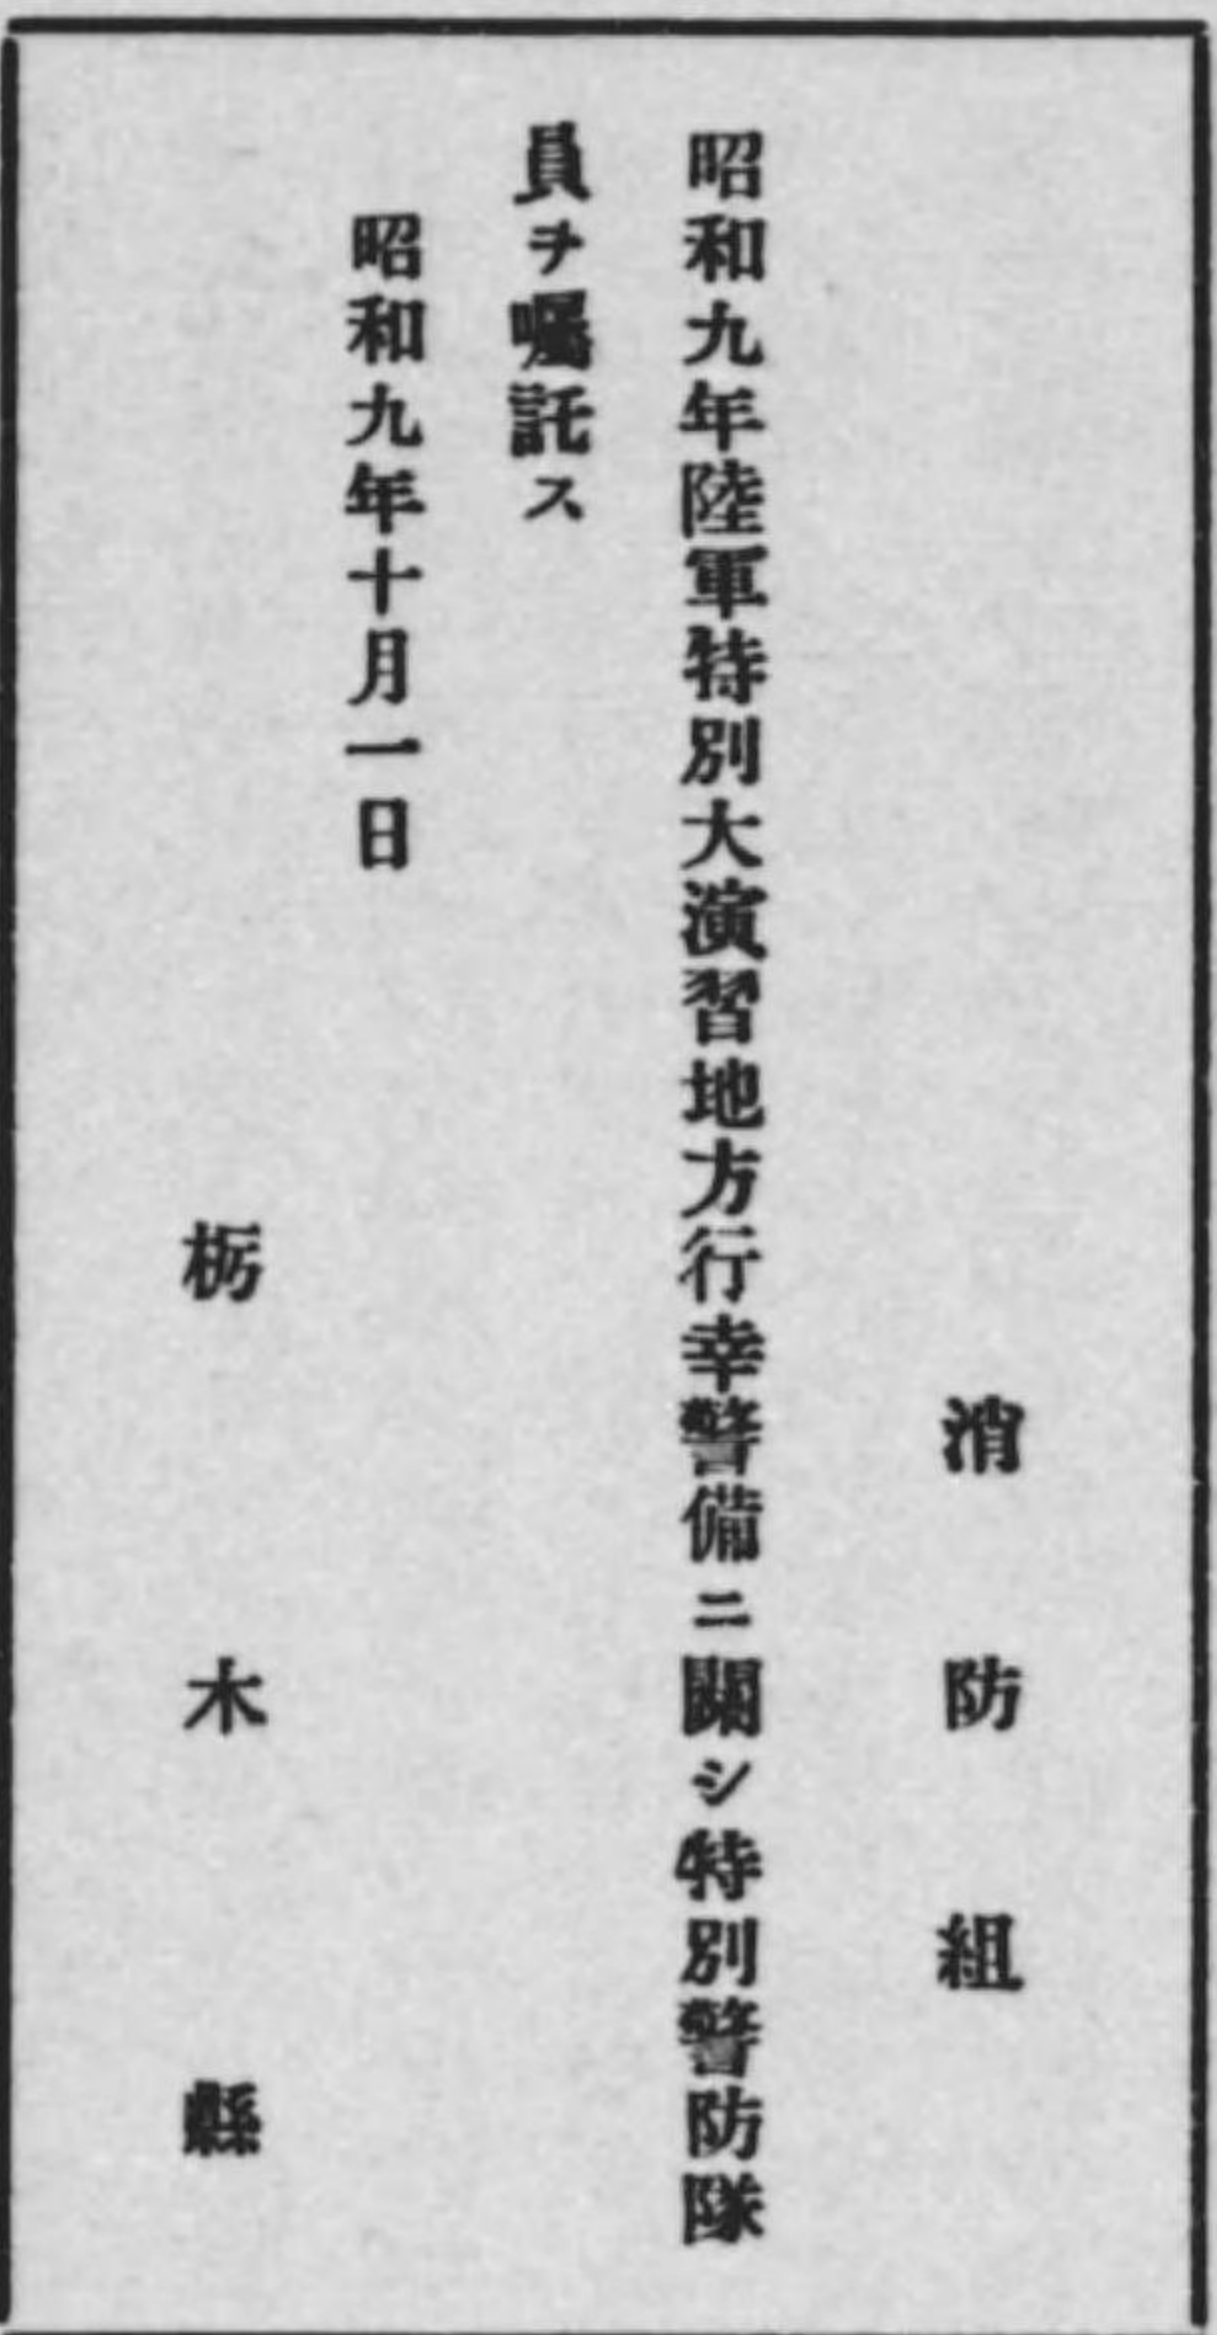 消防組
昭和九年陸軍特別大演習地方行幸警備ニ關シ特別警防隊
員ヲ囑託ス
昭和九年十月一日
栃木縣